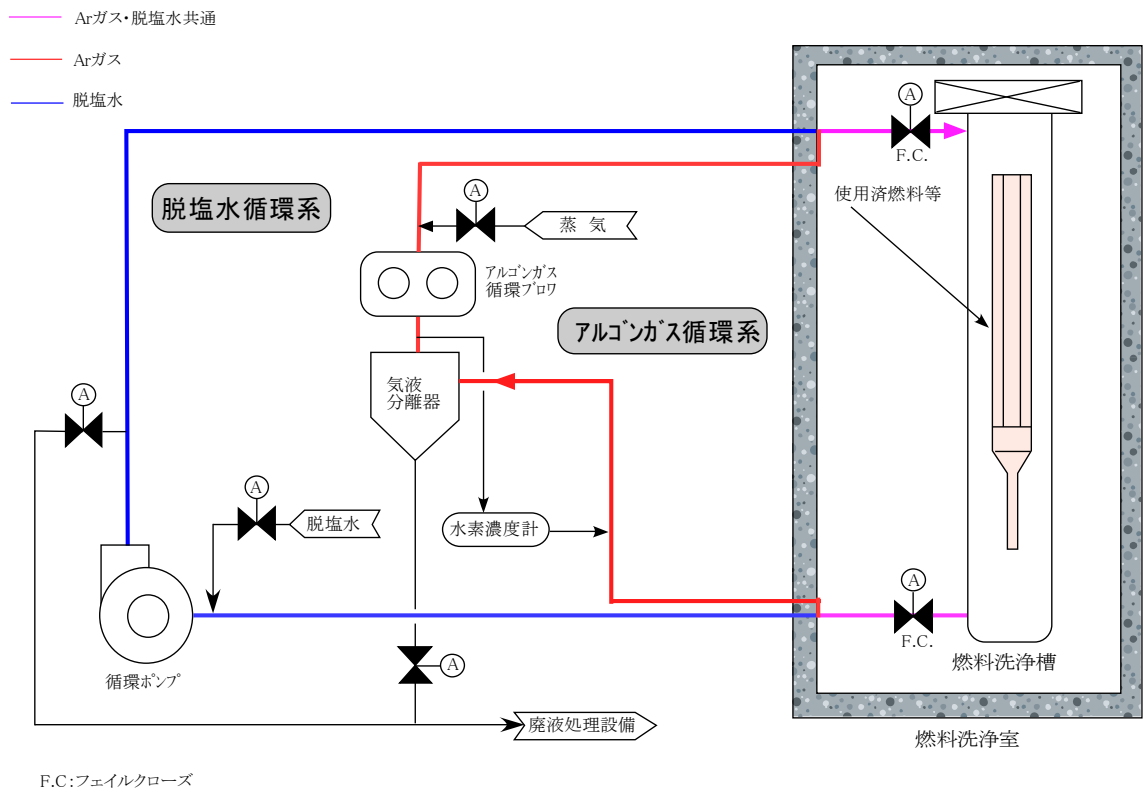 Arガス・脱塩水共通
Arガス
脱塩水
A
F.C.
脱塩水循環系
A
蒸 気
使用済燃料等
アルゴンガス
循環ブロワ
アルゴンガス循環系
気液
分離器
A
A
脱塩水
水素濃度計
A
F.C.
循環ポンプ
A
燃料洗浄槽
廃液処理設備
燃料洗浄室
F.C:フェイルクローズ